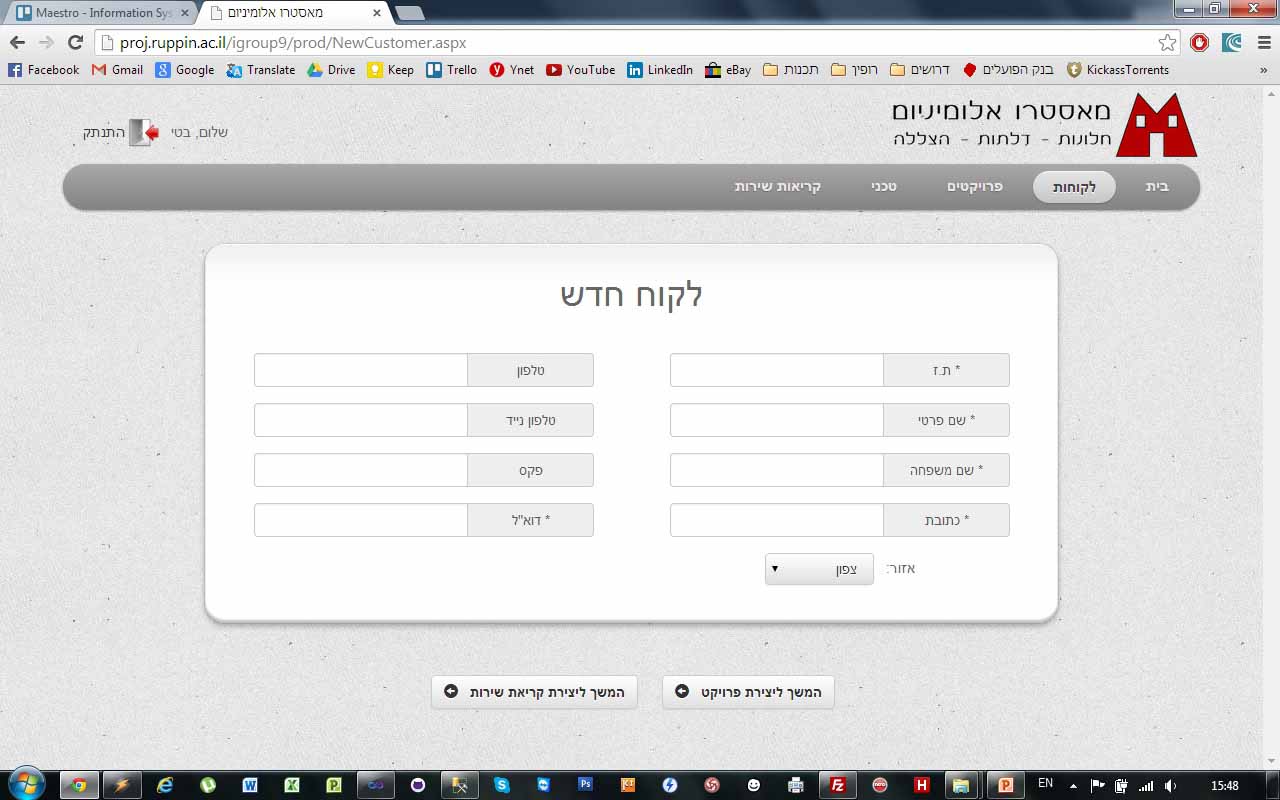 Maestro - Information Sys
מאסטרו אלומיניום
proj.ruppin.ac.il/igroup9/prod/NewCustomer.aspx
Facebook Gmail Google Translate Drive Keep Trello Ynet YouTube LinkedIn eBay תכנות רופין דרושים בנק הפועלים KickassTorrents »
מאסטרו אלומיניום
חלונות - דלתות - הצללה
שלום, בטי התנתק
בית לקוחות פרויקטים טכני קריאות שירות
לקוח חדש
* ת.ז
טלפון
* שם פרטי
טלפון נייד
* שם משפחה
פקס
* כתובת
* דוא"ל
אזור: צפון
המשך ליצירת פרויקט המשך ליצירת קריאת שירות
EN 15:48